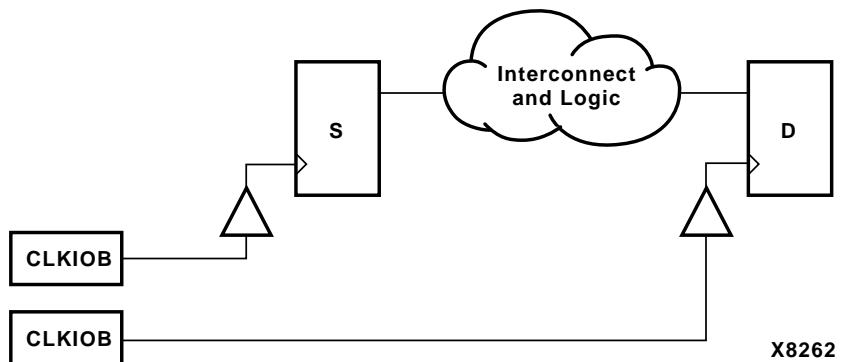 Interconnect
and Logic
S
D
CLKIOB
CLKIOB
X8262